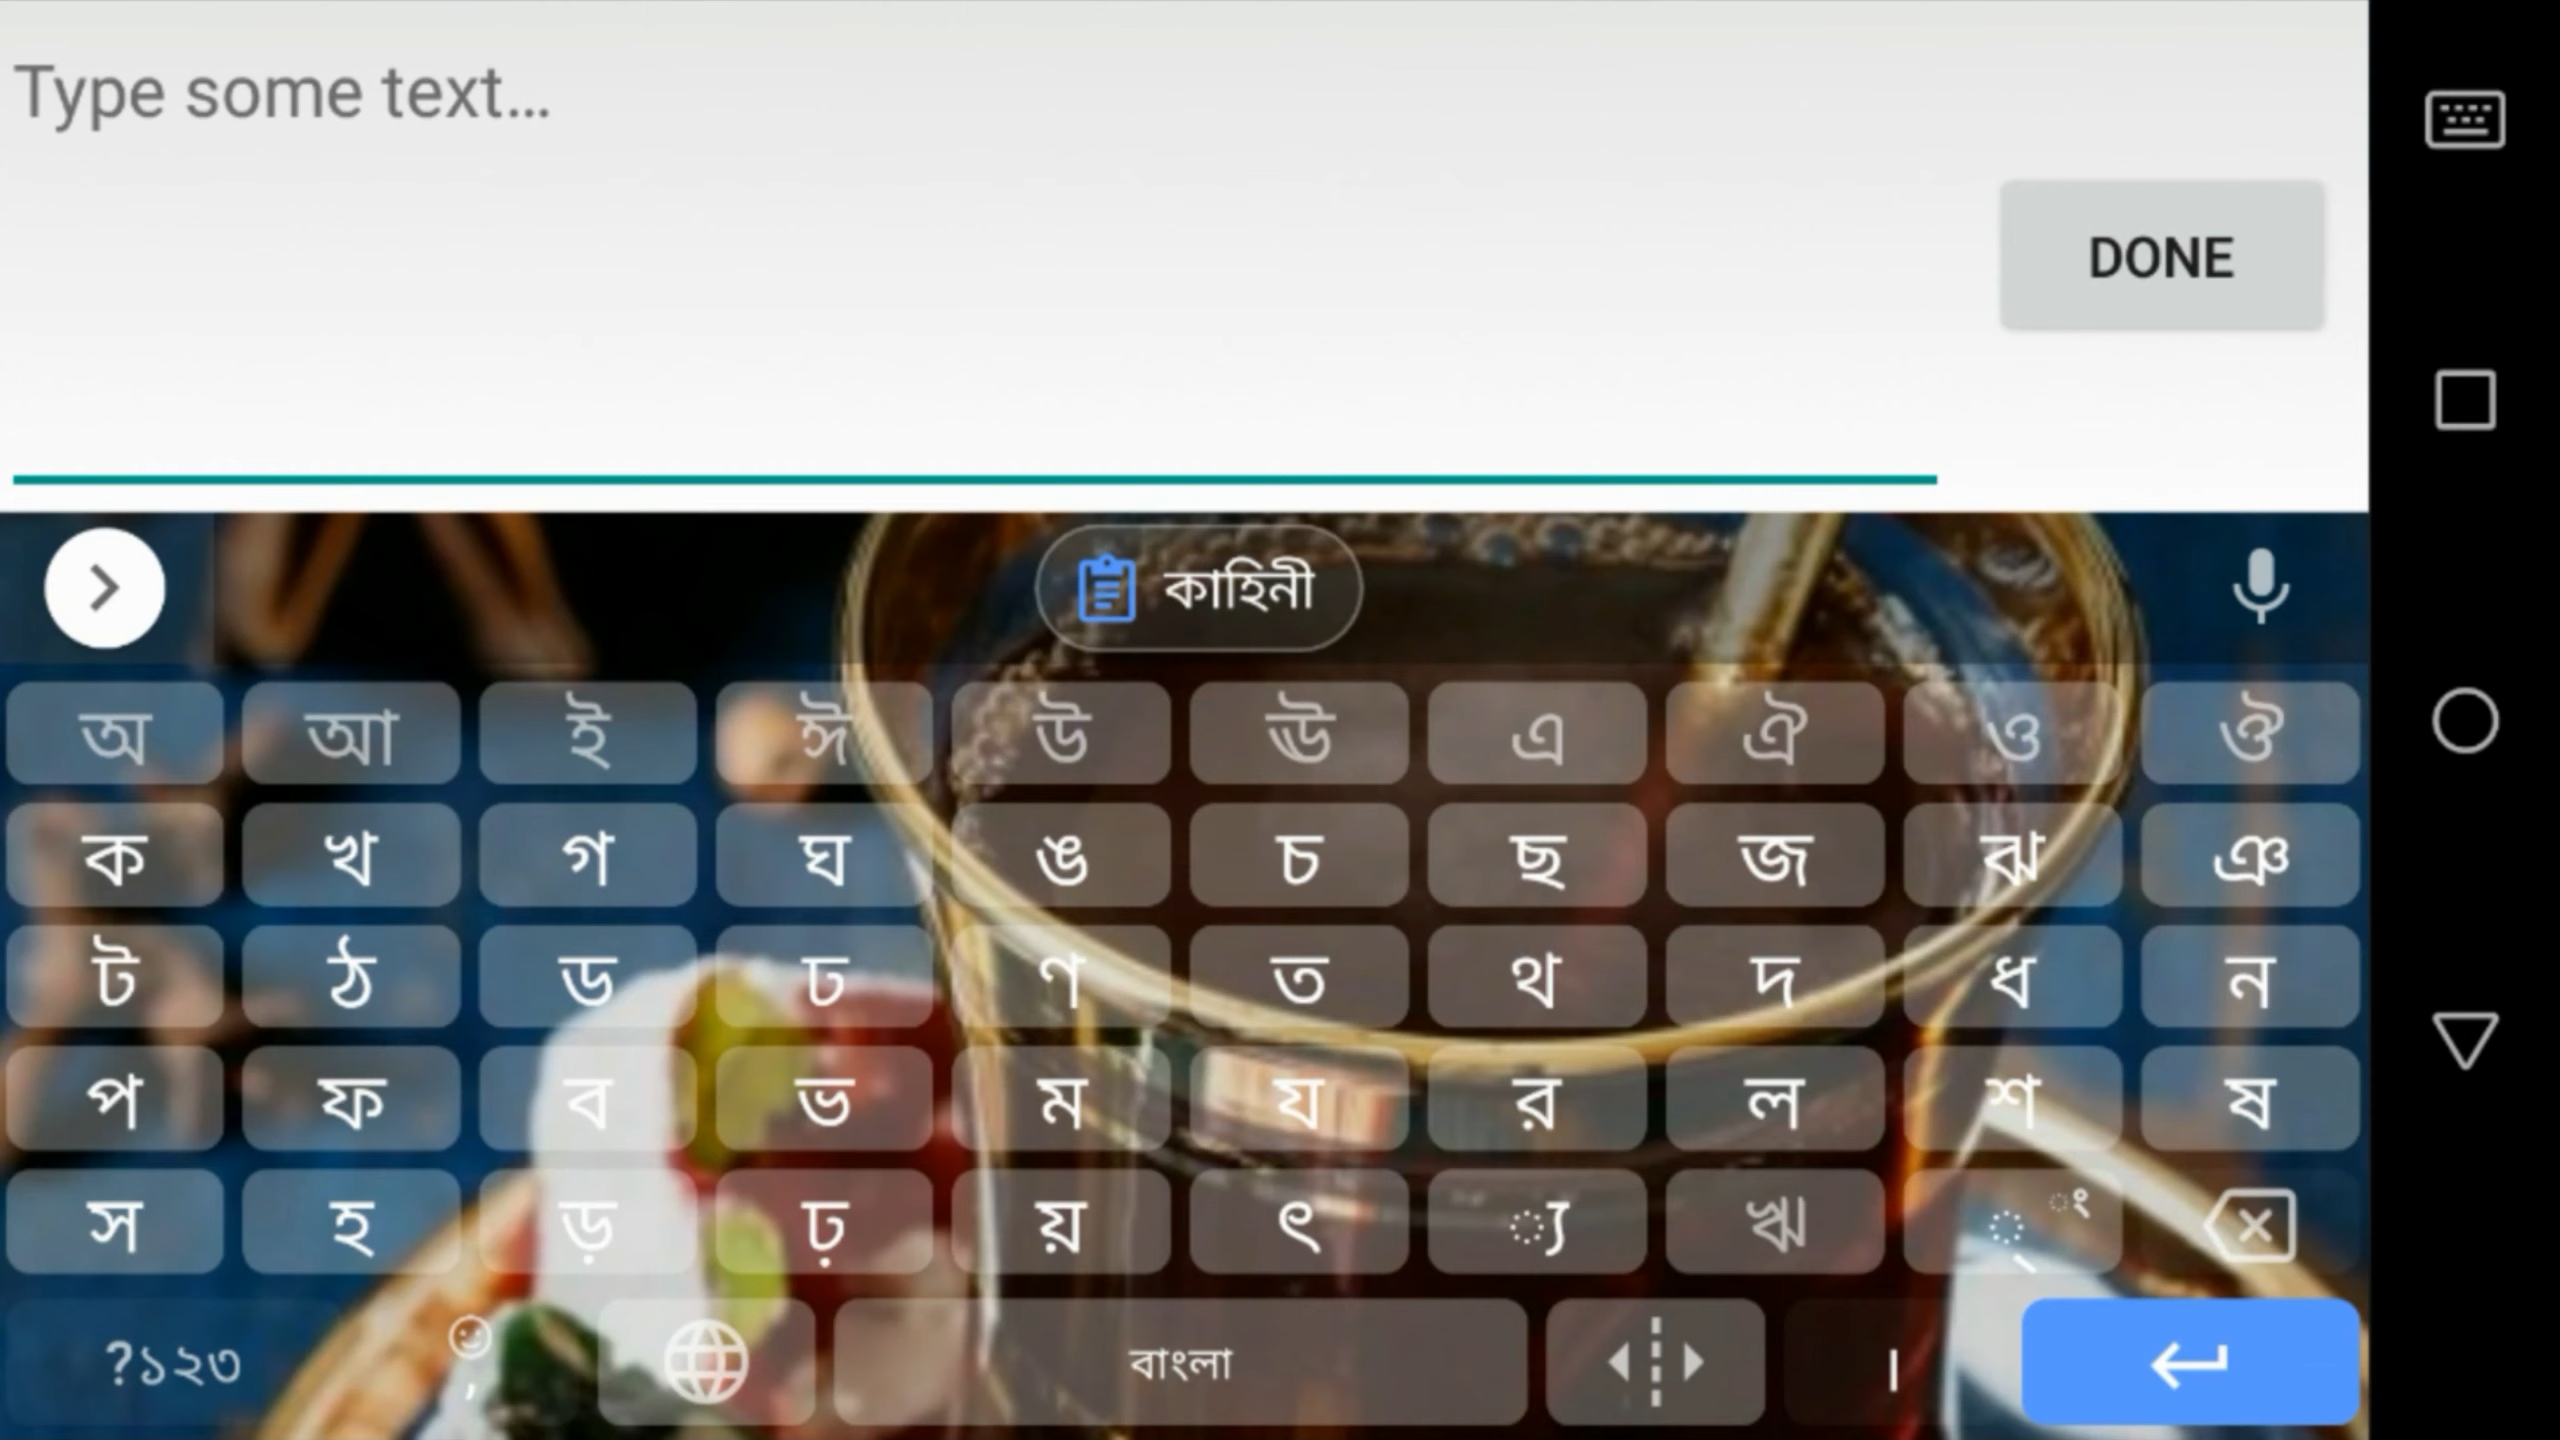 Type some text...
DONE
কাহিনী
অ আ ই ঈ উ ঊ এ ঐ ও ঔ
ক খ গ ঘ ঙ চ ছ জ ঝ ঞ
ট ঠ ড ঢ ণ ত থ দ ধ ন
প ফ ব ভ ম য র ল শ ষ
স হ ড় ঢ় য় ৎ ্য ঋ ্ ং
?১২৩ , বাংলা ।